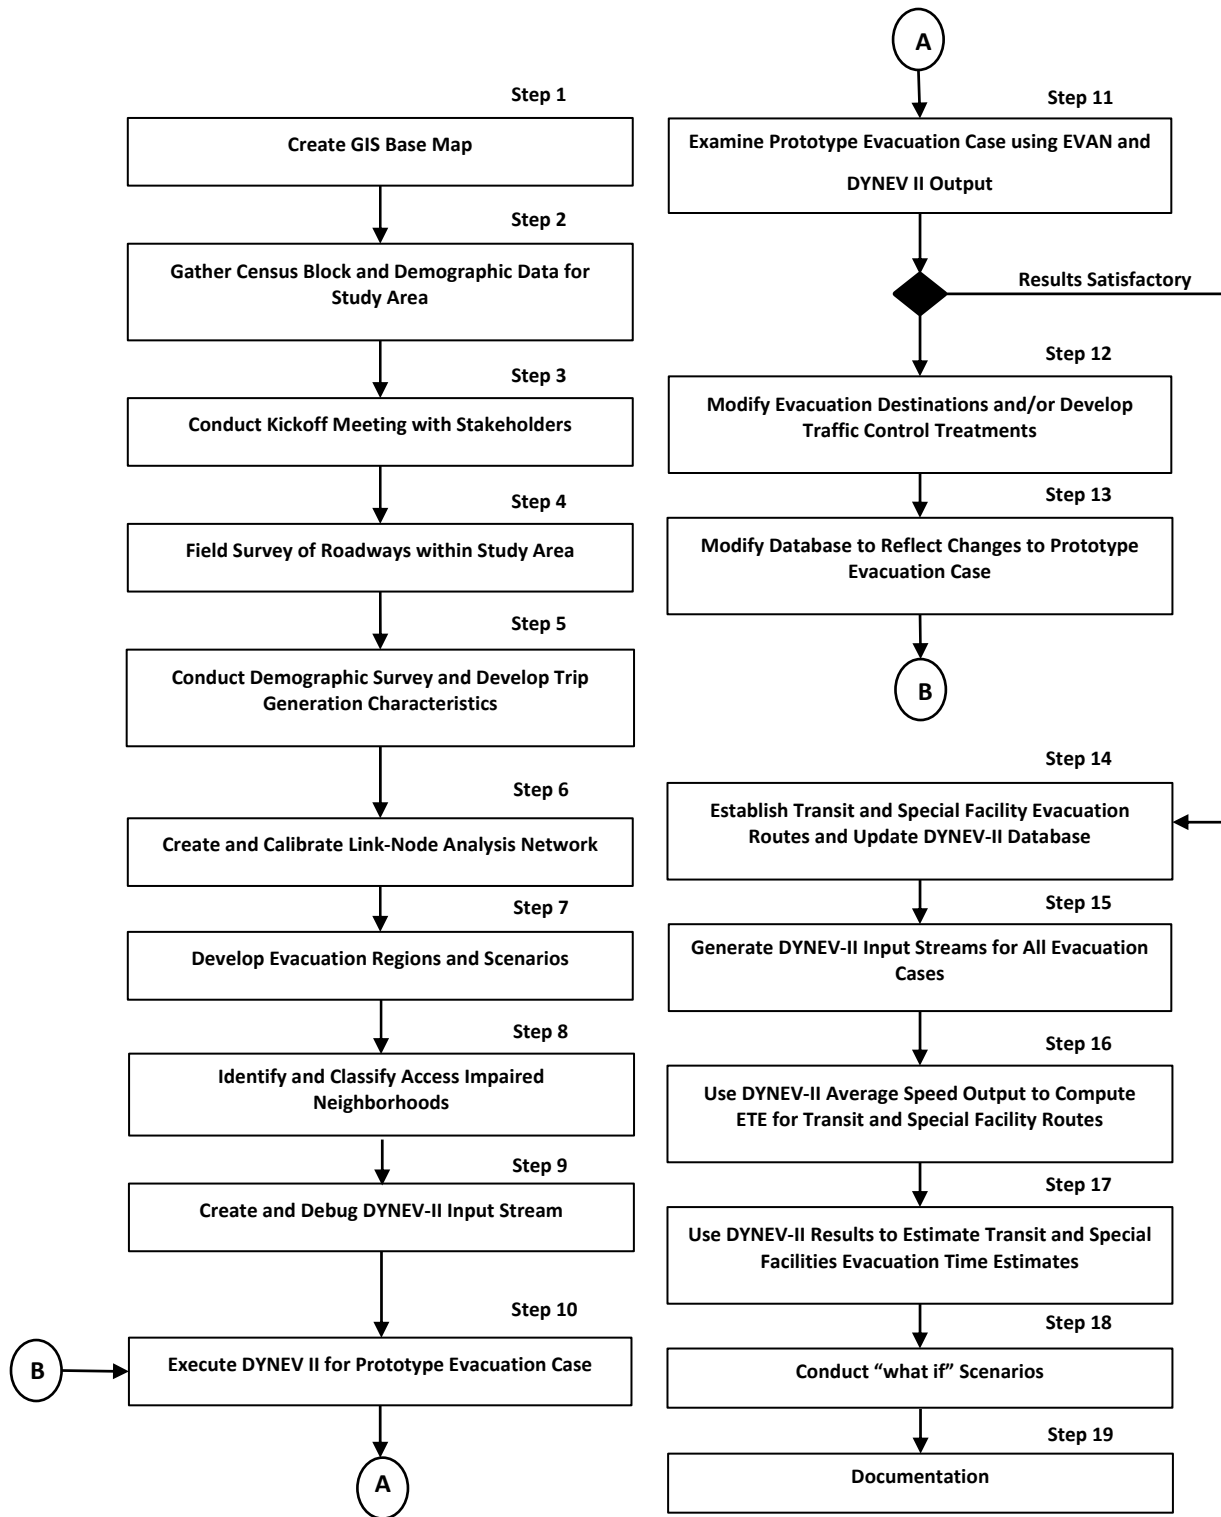 Step 1
Create GIS Base Map
Step 2
Gather Census Block and Demographic Data for
Study Area
Step 3
Conduct Kickoff Meeting with Stakeholders
Step 4
Field Survey of Roadways within Study Area
Step 5
Conduct Demographic Survey and Develop Trip
Generation Characteristics
Step 6
Create and Calibrate Link-Node Analysis Network
Step 7
Develop Evacuation Regions and Scenarios
Step 8
Identify and Classify Access Impaired
Neighborhoods
Step 9
Create and Debug DYNEV-II Input Stream
Step 10
B
Execute DYNEV II for Prototype Evacuation Case
A
A
Step 11
Examine Prototype Evacuation Case using EVAN and
DYNEV II Output
Results Satisfactory
Step 12
Modify Evacuation Destinations and/or Develop
Traffic Control Treatments
Step 13
Modify Database to Reflect Changes to Prototype
Evacuation Case
B
Step 14
Establish Transit and Special Facility Evacuation
Routes and Update DYNEV-II Database
Step 15
Generate DYNEV-II Input Streams for All Evacuation
Cases
Step 16
Use DYNEV-II Average Speed Output to Compute
ETE for Transit and Special Facility Routes
Step 17
Use DYNEV-II Results to Estimate Transit and Special
Facilities Evacuation Time Estimates
Step 18
Conduct “what if” Scenarios
Step 19
Documentation